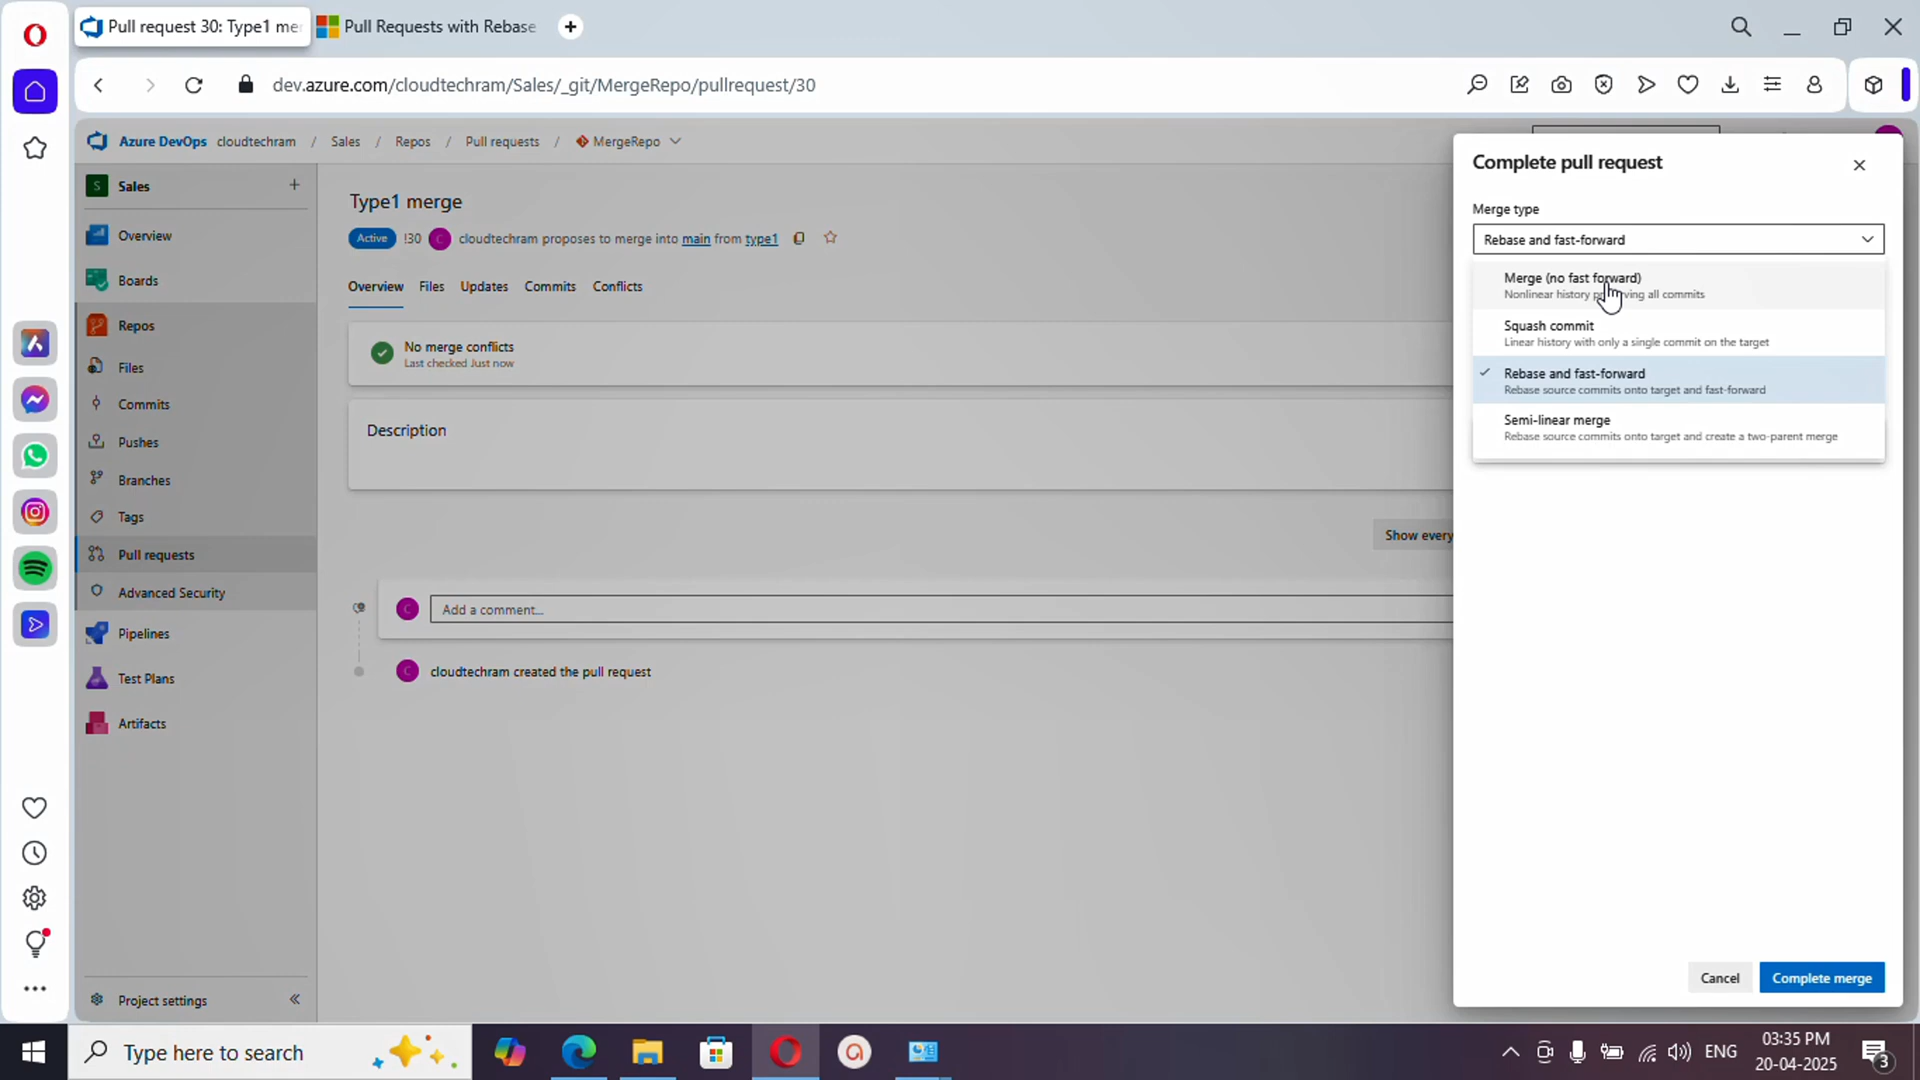 Pull request 30: Type1 mer
Pull Requests with Rebase
dev.azure.com/cloudtechram/Sales/_git/MergeRepo/pullrequest/30
Azure DevOps cloudtechram / Sales / Repos / Pull requests / MergeRepo
S Sales +
Overview
Boards
Repos
Files
Commits
Pushes
Branches
Tags
Pull requests
Advanced Security
Pipelines
Test Plans
Artifacts
Project settings
Type1 merge
Active !30 C cloudtechram proposes to merge into main from type1
Overview Files Updates Commits Conflicts
No merge conflicts
Last checked Just now
Description
Show every
C Add a comment...
C cloudtechram created the pull request
Complete pull request
Merge type
Rebase and fast-forward
Merge (no fast forward)
Nonlinear history all commits
Squash commit
Linear history with only a single commit on the target
Rebase and fast-forward
Rebase source commits onto target and fast-forward
Semi-linear merge
Rebase source commits onto target and create a two-parent merge
Cancel Complete merge
Type here to search
ENG
03:35 PM
20-04-2025
3